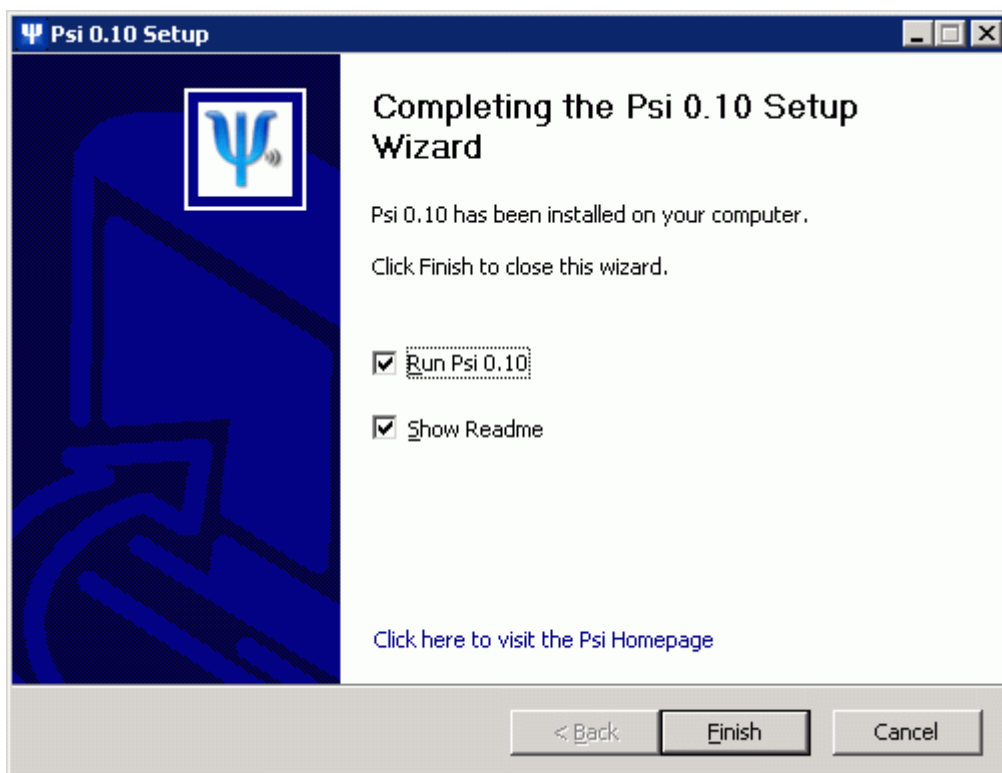 Psi 0.10 Setup
Completing the Psi 0.10 Setup
Wizard
Psi 0.10 has been installed on your computer.
Click Finish to close this wizard.
Run Psi 0.10
Show Readme
Click here to visit the Psi Homepage
< Back
Finish
Cancel